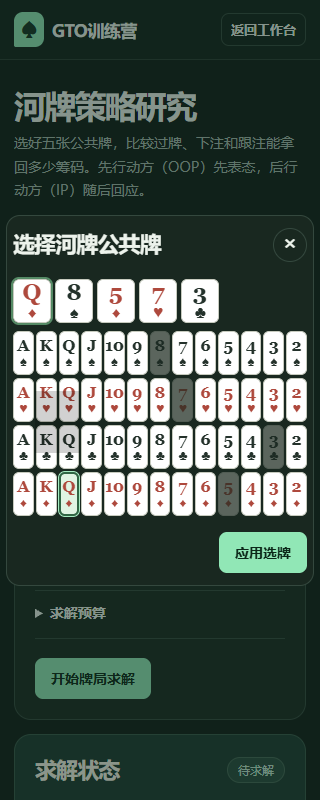 GTO训练营
返回工作台
河牌策略研究
选好五张公共牌，比较过牌、下注和跟注能拿
回多少筹码。先行动方（OOP）先表态，后行
动方（IP）随后回应。
选择河牌公共牌
×
Q♦ 8♠ 5♦ 7♥ 3♣
A♠ K♠ Q♠ J♠ 10♠ 9♠ 8♠ 7♠ 6♠ 5♠ 4♠ 3♠ 2♠
A♥ K♥ Q♥ J♥ 10♥ 9♥ 8♥ 7♥ 6♥ 5♥ 4♥ 3♥ 2♥
A♣ K♣ Q♣ J♣ 10♣ 9♣ 8♣ 7♣ 6♣ 5♣ 4♣ 3♣ 2♣
A♦ K♦ Q♦ J♦ 10♦ 9♦ 8♦ 7♦ 6♦ 5♦ 4♦ 3♦ 2♦
应用选牌
▶ 求解预算
开始牌局求解
求解状态
待求解